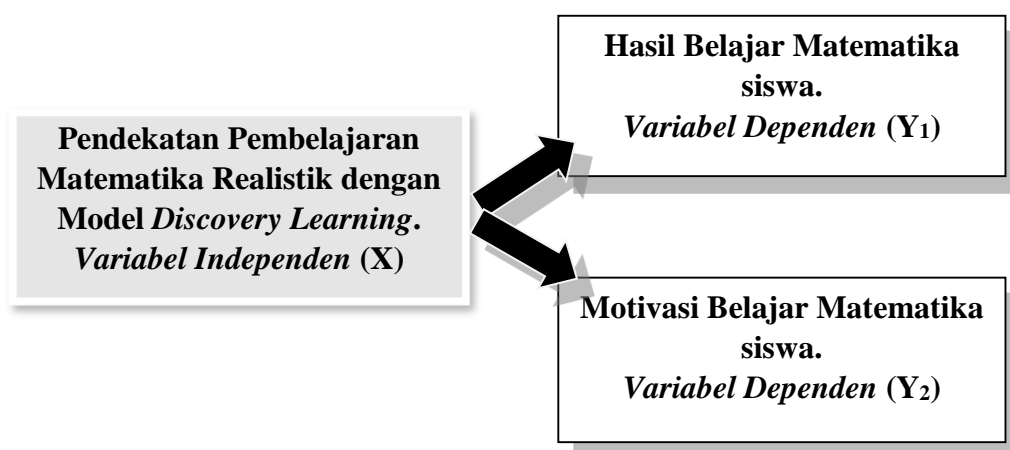 Pendekatan Pembelajaran
Matematika Realistik dengan
Model Discovery Learning.
Variabel Independen (X)
Hasil Belajar Matematika
siswa.
Variabel Dependen (Y₁)
Motivasi Belajar Matematika
siswa.
Variabel Dependen (Y₂)